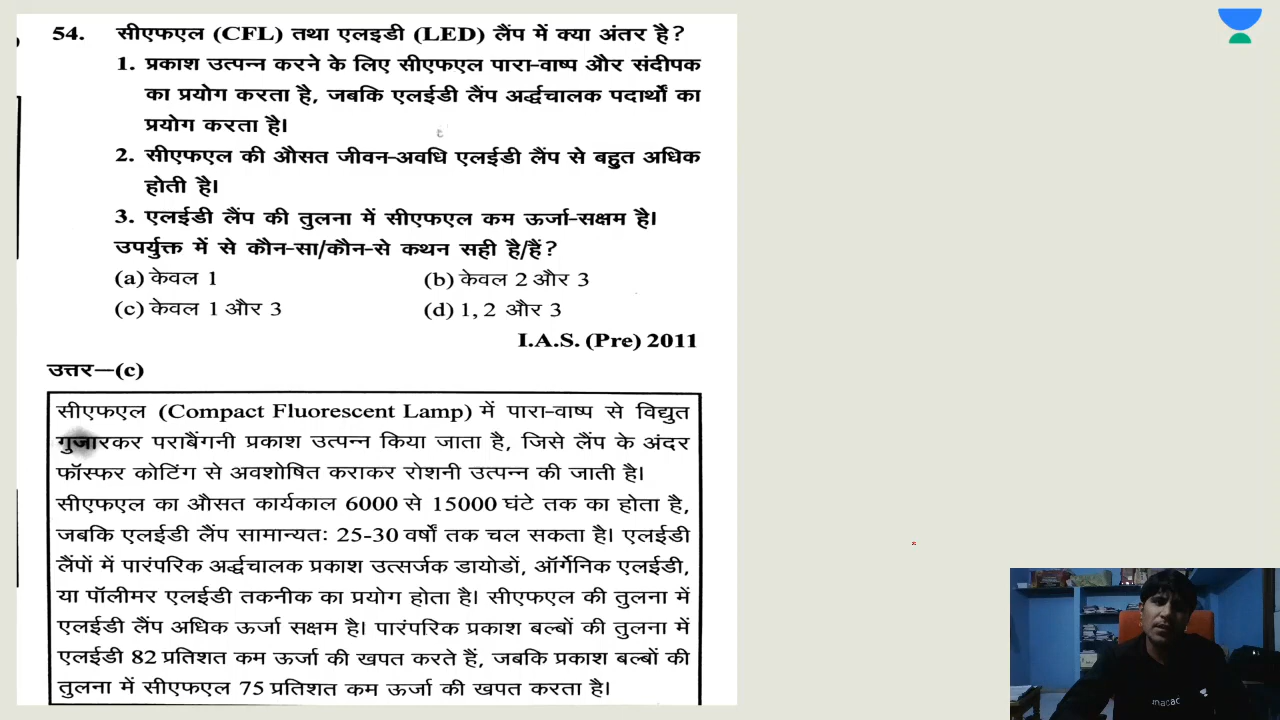 54. सीएफएल (CFL) तथा एलइडी (LED) लैंप में क्या अंतर है?
1. प्रकाश उत्पन्न करने के लिए सीएफएल पारा-वाष्प और संदीपक
का प्रयोग करता है, जबकि एलईडी लैंप अर्द्धचालक पदार्थों का
प्रयोग करता है।
2. सीएफएल की औसत जीवन-अवधि एलईडी लैंप से बहुत अधिक
होती है।
3. एलईडी लैंप की तुलना में सीएफएल कम ऊर्जा-सक्षम है।
उपर्युक्त में से कौन-सा/कौन-से कथन सही है/हैं?
(a) केवल 1 (b) केवल 2 और 3
(c) केवल 1 और 3 (d) 1, 2 और 3
I.A.S. (Pre) 2011
उत्तर—(c)
सीएफएल (Compact Fluorescent Lamp) में पारा-वाष्प से विद्युत
गुजारकर पराबैंगनी प्रकाश उत्पन्न किया जाता है, जिसे लैंप के अंदर
फॉस्फर कोटिंग से अवशोषित कराकर रोशनी उत्पन्न की जाती है।
सीएफएल का औसत कार्यकाल 6000 से 15000 घंटे तक का होता है,
जबकि एलईडी लैंप सामान्यतः 25-30 वर्षों तक चल सकता है। एलईडी
लैंपों में पारंपरिक अर्द्धचालक प्रकाश उत्सर्जक डायोडों, ऑर्गेनिक एलईडी,
या पॉलीमर एलईडी तकनीक का प्रयोग होता है। सीएफएल की तुलना में
एलईडी लैंप अधिक ऊर्जा सक्षम है। पारंपरिक प्रकाश बल्बों की तुलना में
एलईडी 82 प्रतिशत कम ऊर्जा की खपत करते हैं, जबकि प्रकाश बल्बों की
तुलना में सीएफएल 75 प्रतिशत कम ऊर्जा की खपत करता है।